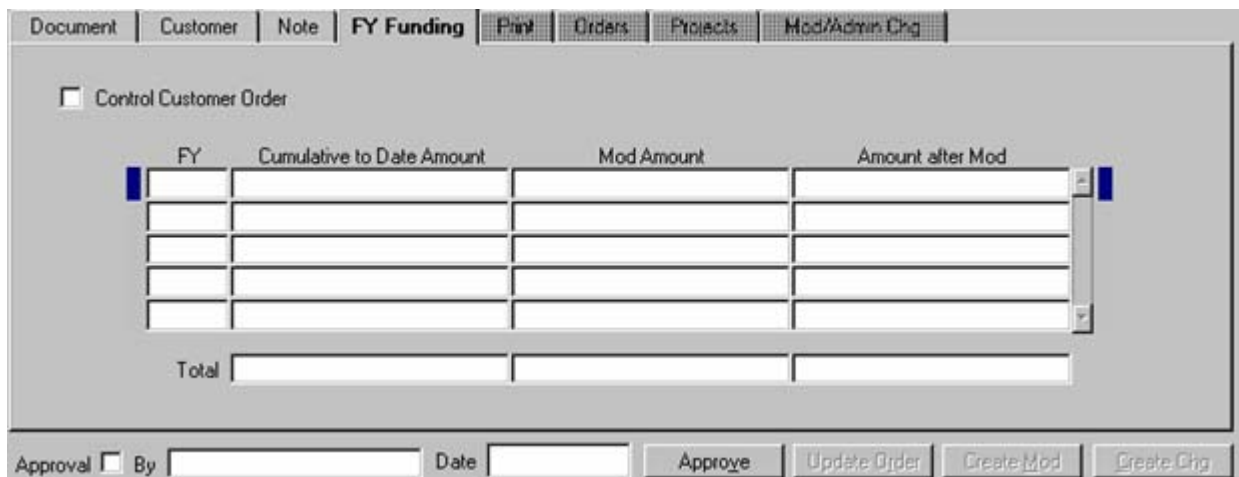 Document Customer Note FY Funding Print Orders Projects Mod/Admin Chg
Control Customer Order
FY Cumulative to Date Amount Mod Amount Amount after Mod
Total
Approval By Date Approve Update Order Create Mod Create Chg